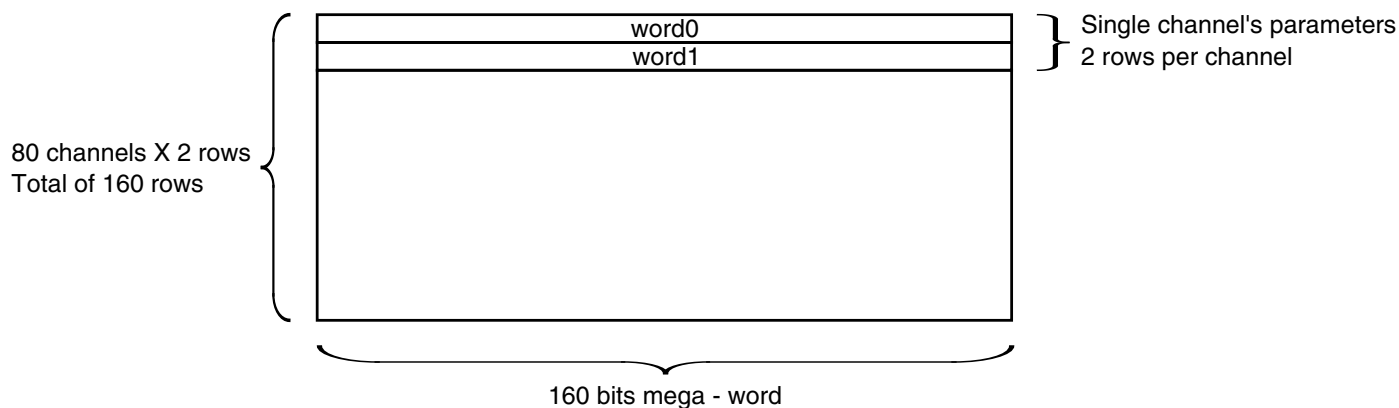 word0
word1
Single channel's parameters
2 rows per channel
80 channels X 2 rows
Total of 160 rows
160 bits mega - word